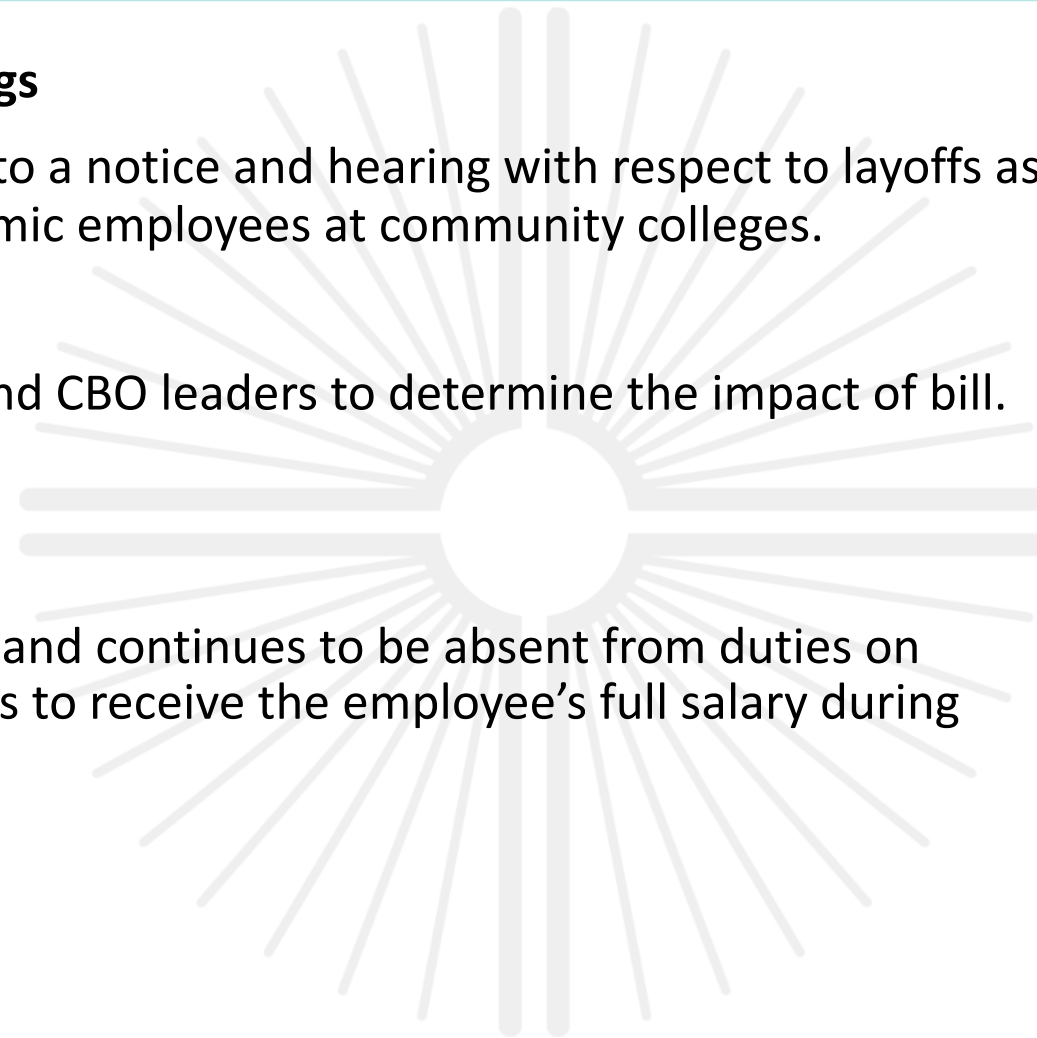 gs
to a notice and hearing with respect to layoffs as
mic employees at community colleges.
nd CBO leaders to determine the impact of bill.
and continues to be absent from duties on
s to receive the employee’s full salary during